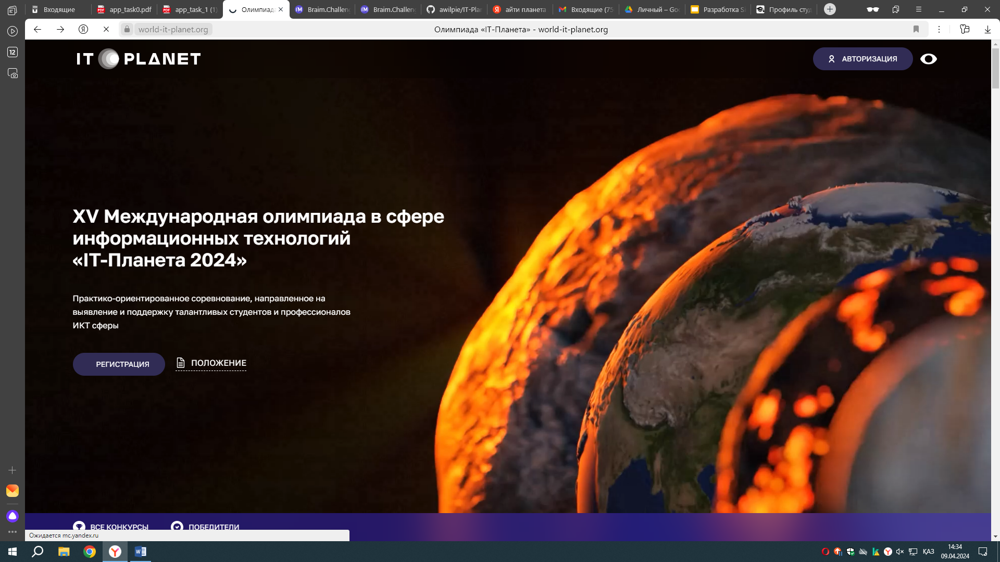 Входящие
app_task0.pdf
app_task_1 (1)
Олимпиада
Braim.Challen
Braim.Challen
awilpie/IT-Plan
айти планета
Входящие (75
Личный – Goo
Разработка Si
Профиль студ
world-it-planet.org
Олимпиада «IT-Планета» - world-it-planet.org
12
IT PLANET
АВТОРИЗАЦИЯ
XV Международная олимпиада в сфере
информационных технологий
«IT-Планета 2024»
Практико-ориентированное соревнование, направленное на
выявление и поддержку талантливых студентов и профессионалов
ИКТ сферы
РЕГИСТРАЦИЯ
ПОЛОЖЕНИЕ
ВСЕ КОНКУРСЫ
ПОБЕДИТЕЛИ
Ожидается mc.yandex.ru
ҚАЗ
14:34
09.04.2024